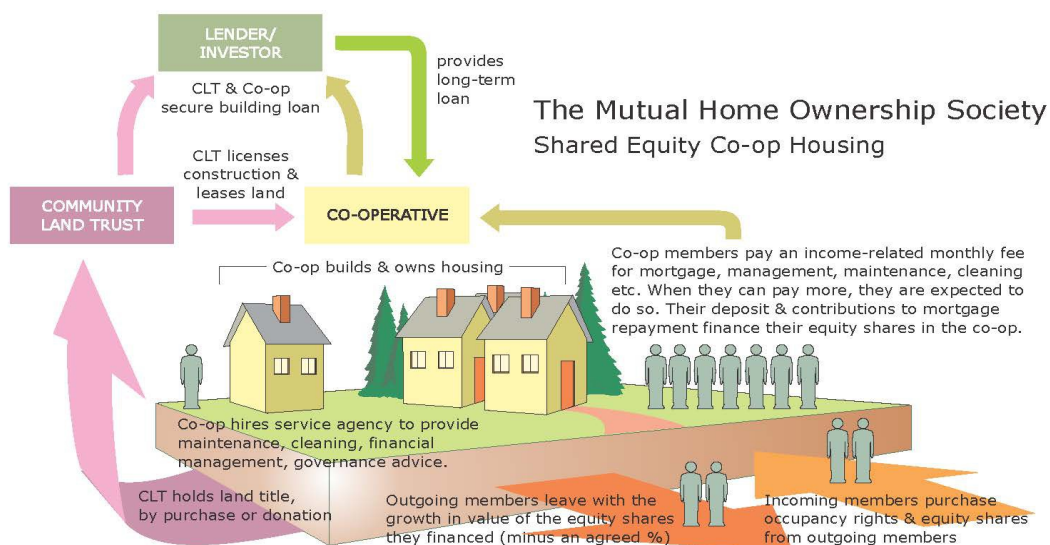 LENDER/
INVESTOR
CLT & Co-op
secure building loan
provides
long-term
loan
The Mutual Home Ownership Society
Shared Equity Co-op Housing
CLT licenses
construction &
leases land
COMMUNITY
LAND TRUST
CO-OPERATIVE
Co-op builds & owns housing
Co-op members pay an income-related monthly fee
for mortgage, management, maintenance, cleaning
etc. When they can pay more, they are expected to
do so. Their deposit & contributions to mortgage
repayment finance their equity shares in the co-op.
Co-op hires service agency to provide
maintenance, cleaning, financial
management, governance advice.
CLT holds land title,
by purchase or donation
Outgoing members leave with the
growth in value of the equity shares
they financed (minus an agreed %)
Incoming members purchase
occupancy rights & equity shares
from outgoing members